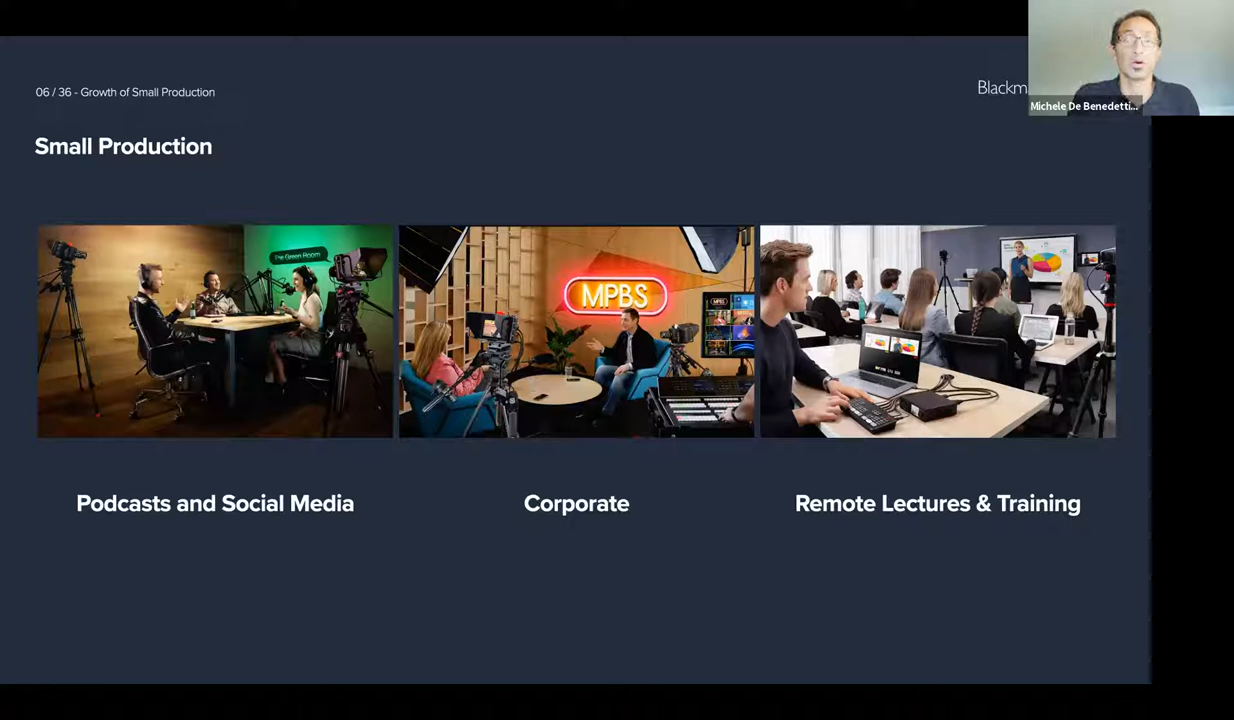 06 / 36 - Growth of Small Production
Blackm
Michele De Benedetti...
Small Production
The Green Room
MPBS
Podcasts and Social Media
Corporate
Remote Lectures & Training